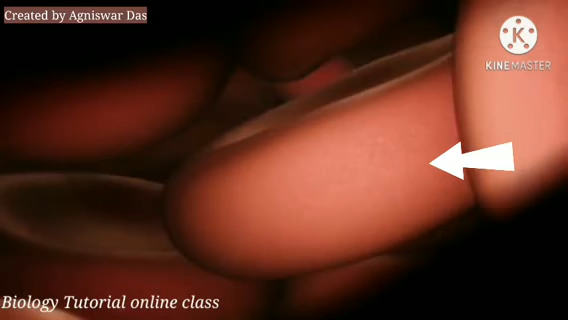 Created by Agniswar Das
K
KINEMASTER
Biology Tutorial online class